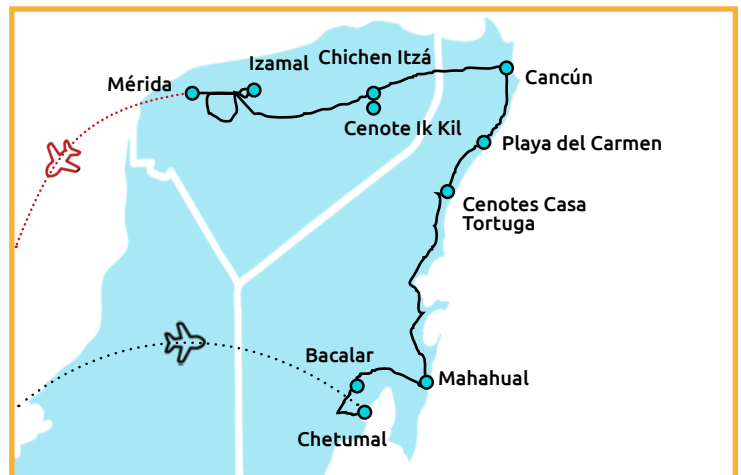 Izamal
Chichen Itzá
Mérida
Cancún
Cenote Ik Kil
Playa del Carmen
Cenotes Casa
Tortuga
Bacalar
Mahahual
Chetumal